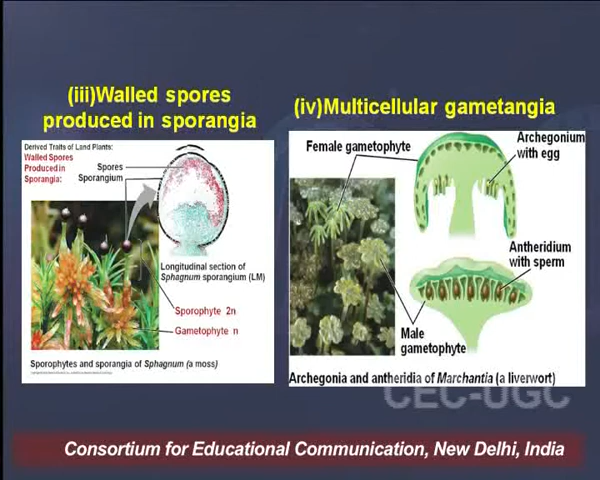 (iii)Walled spores
produced in sporangia
(iv)Multicellular gametangia
Derived Traits of Land Plants:
Walled Spores
Produced in
Sporangia:
Spores
Sporangium
Longitudinal section of
Sphagnum sporangium (LM)
Sporophyte 2n
Gametophyte n
Sporophytes and sporangia of Sphagnum (a moss)
Female gametophyte
Archegonium
with egg
Antheridium
with sperm
Male
gametophyte
Archegonia and antheridia of Marchantia (a liverwort)
CEC-UGC
Consortium for Educational Communication, New Delhi, India